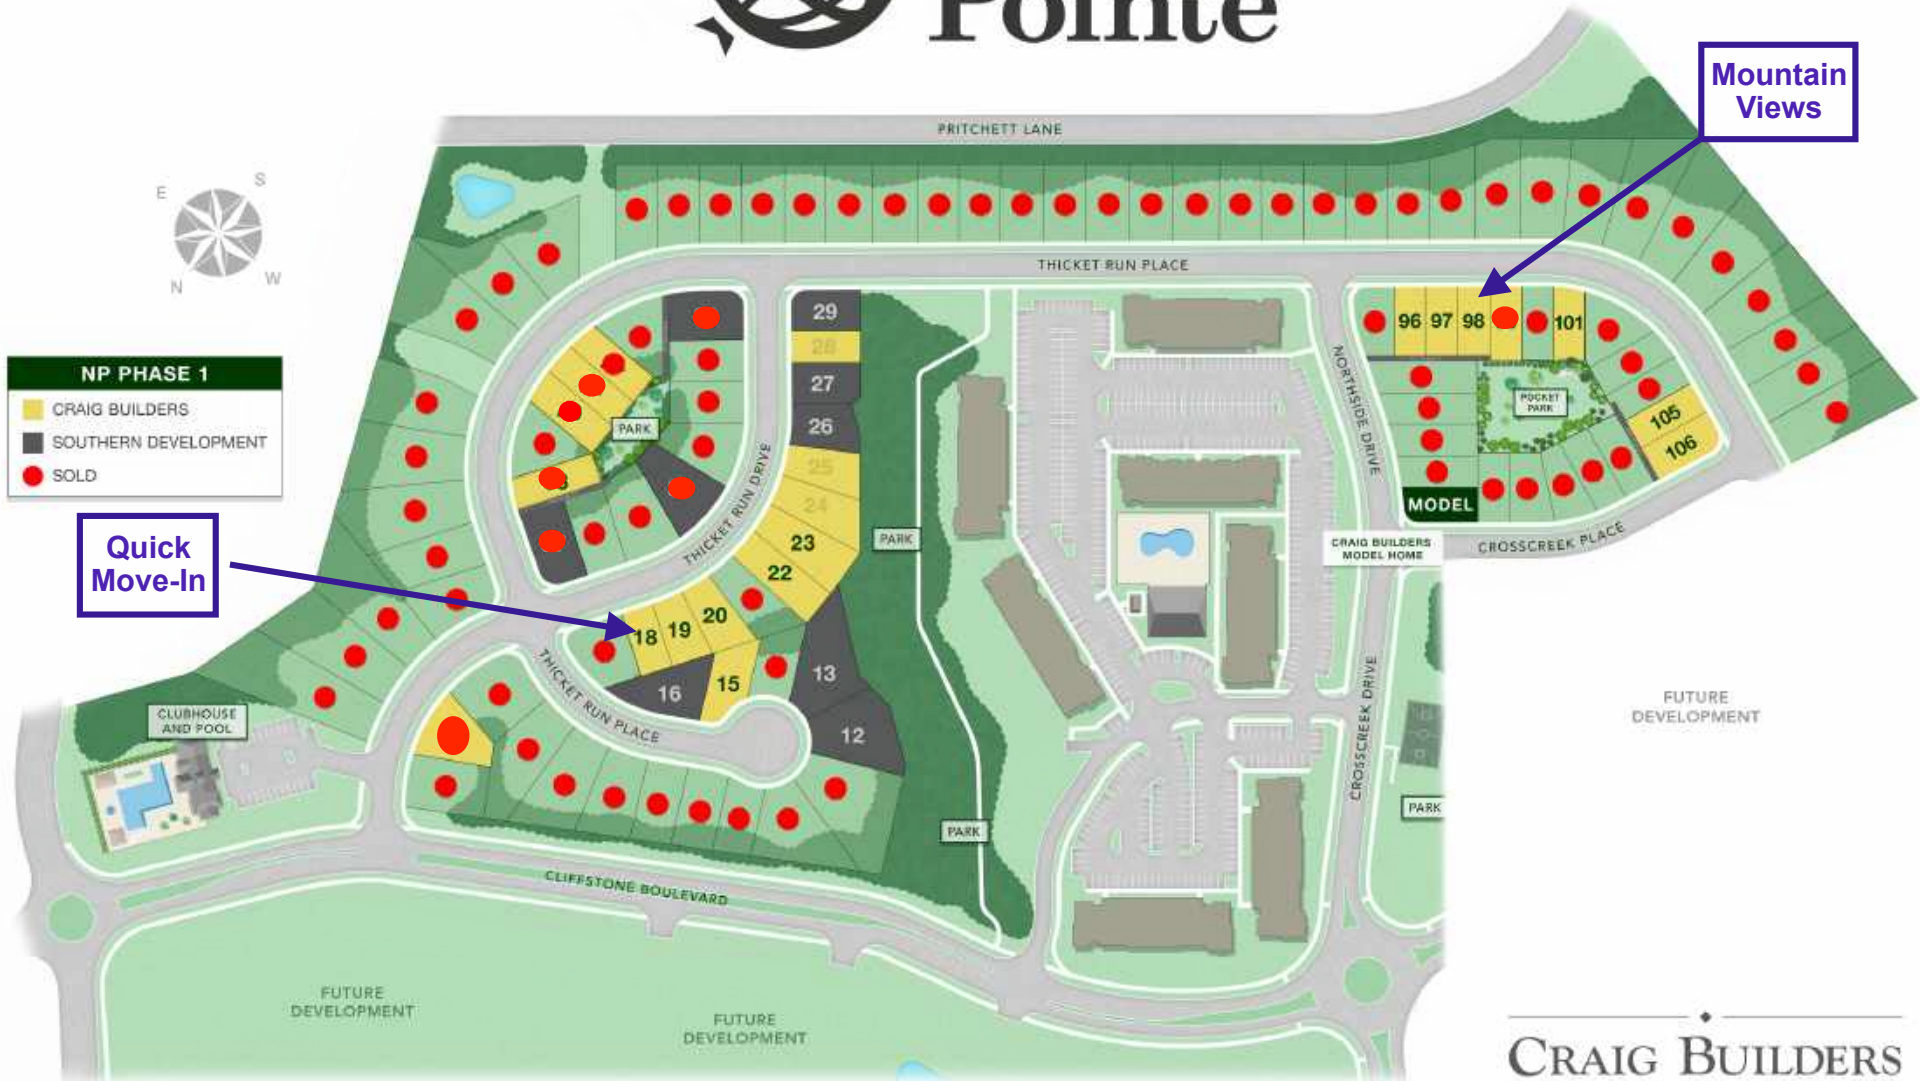 Pointe
Mountain
Views
PRITCHETT LANE
E
S
N
W
THICKET RUN PLACE
NP PHASE 1
CRAIG BUILDERS
SOUTHERN DEVELOPMENT
SOLD
29
28
27
26
25
24
23
22
PARK
THICKET RUN DRIVE
96
97
98
101
NORTHSIDE DRIVE
POCKET
PARK
105
106
MODEL
CRAIG BUILDERS
MODEL HOME
CROSSCREEK PLACE
Quick
Move-In
PARK
18
19
20
13
16
15
12
THICKET RUN PLACE
CLUBHOUSE
AND POOL
CROSSCREEK DRIVE
FUTURE
DEVELOPMENT
PARK
PARK
CLIFFSTONE BOULEVARD
FUTURE
DEVELOPMENT
FUTURE
DEVELOPMENT
CRAIG BUILDERS